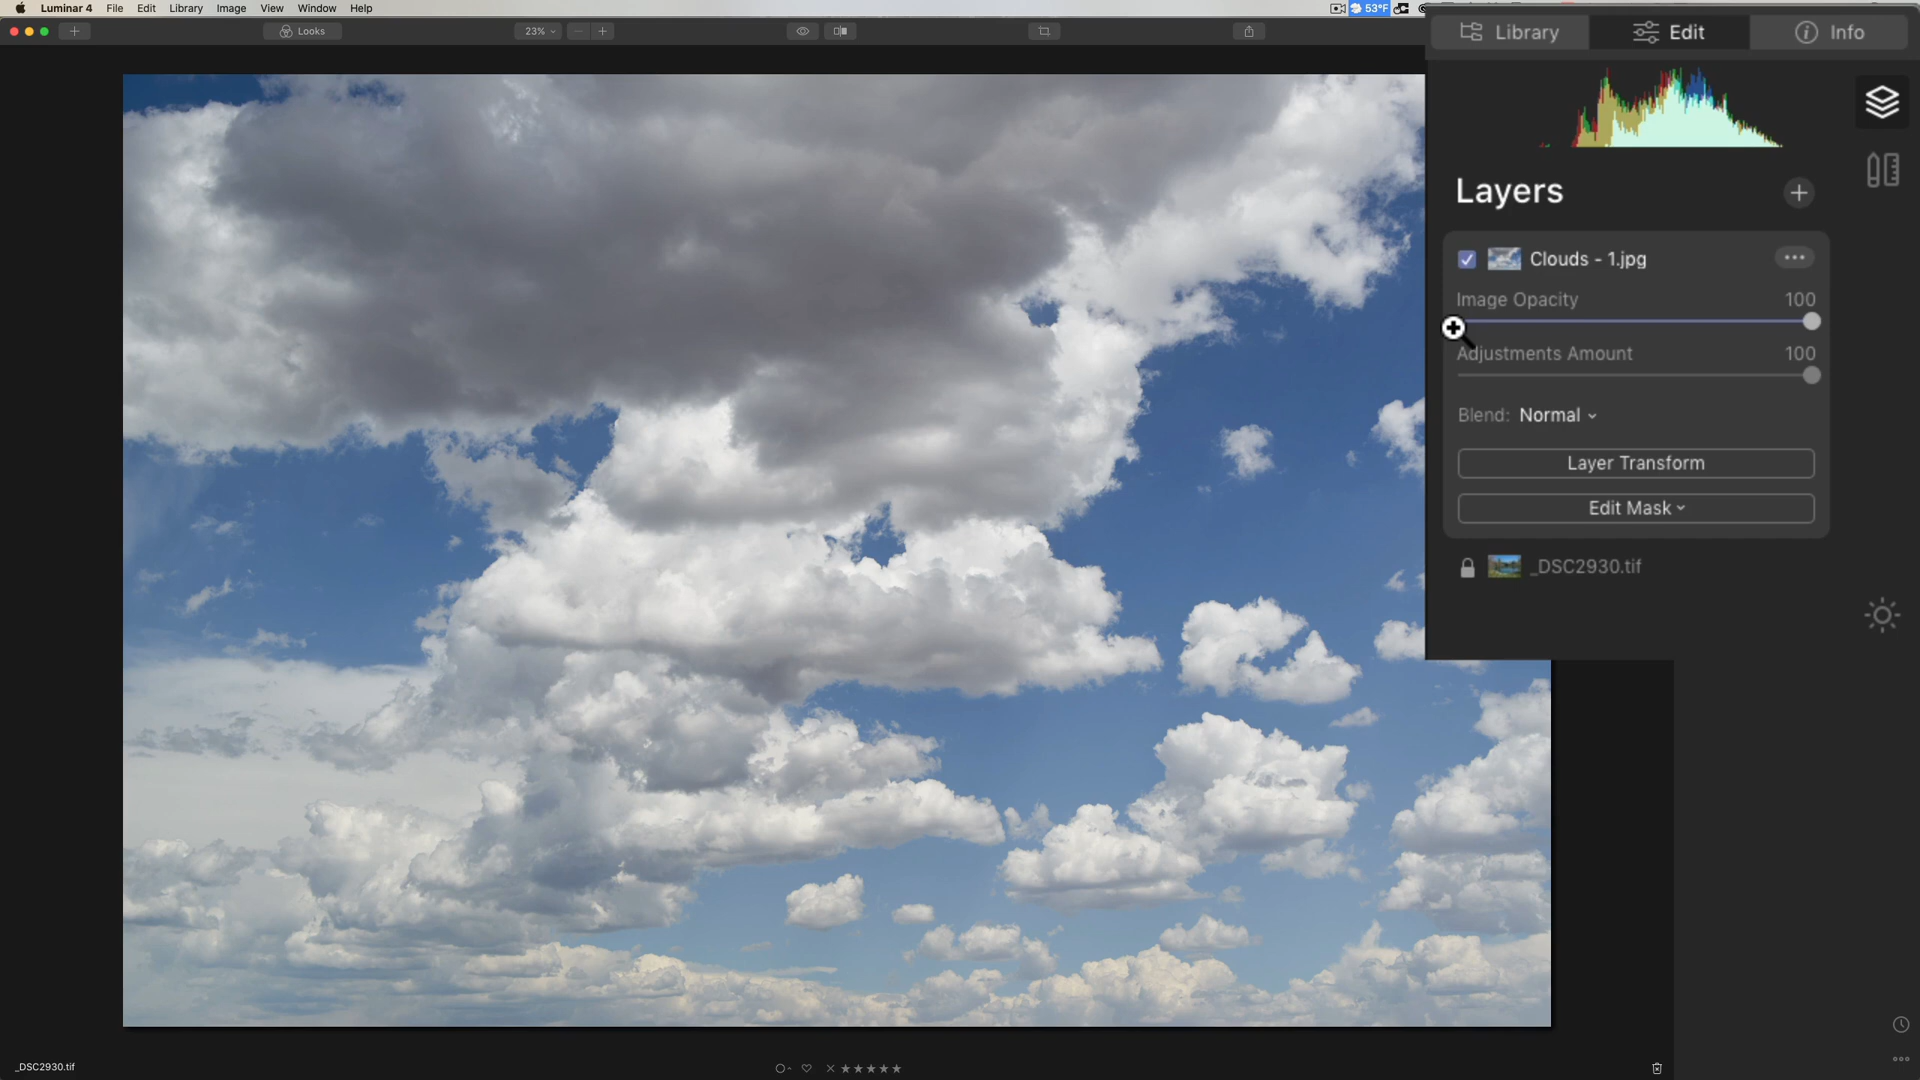 Luminar 4 File Edit Library Image View Window Help
53°F
Looks
23%
Library Edit Info
Layers
Clouds - 1.jpg
Image Opacity 100
Adjustments Amount 100
Blend: Normal
Layer Transform
Edit Mask
_DSC2930.tif
_DSC2930.tif